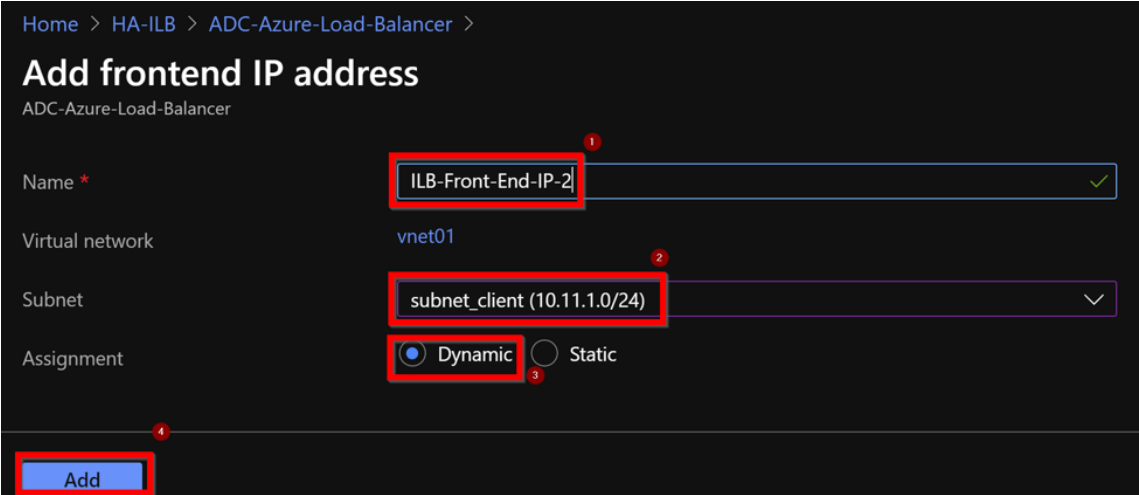 Home > HA-ILB > ADC-Azure-Load-Balancer >
Add frontend IP address
ADC-Azure-Load-Balancer
1
Name * ILB-Front-End-IP-2
Virtual network vnet01
2
Subnet subnet_client (10.11.1.0/24)
Assignment Dynamic Static
3
4
Add